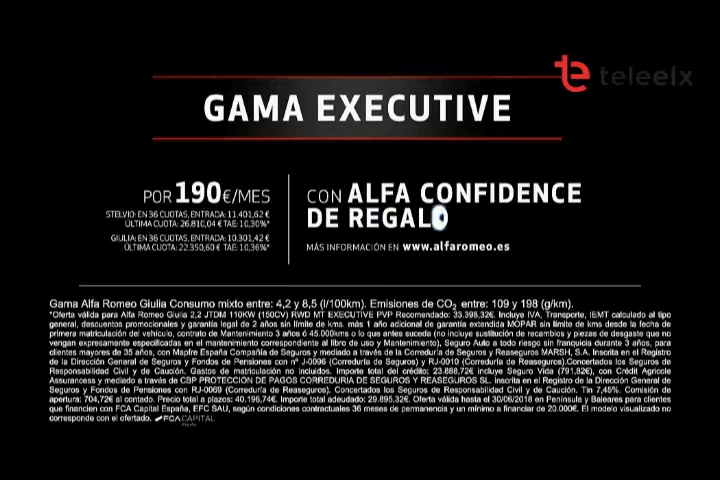 teleelx
GAMA EXECUTIVE
POR 190€/MES
STELVIO: EN 36 CUOTAS, ENTRADA: 11.401,62 €
ÚLTIMA CUOTA: 26.810,04 € TAE: 10,30%*
GIULIA: EN 36 CUOTAS, ENTRADA: 10.301,42 €
ÚLTIMA CUOTA: 22.350,60 € TAE: 10,36%*
CON ALFA CONFIDENCE
DE REGALO
MÁS INFORMACIÓN EN www.alfaromeo.es
Gama Alfa Romeo Giulia Consumo mixto entre: 4,2 y 8,5 (l/100km). Emisiones de CO2 entre: 109 y 198 (g/km).
*Oferta válida para Alfa Romeo Giulia 2,2 JTDM 110KW (150CV) RWD MT EXECUTIVE PVP Recomendado: 33.398,32€. Incluye IVA, Transporte, IEMT calculado al tipo
general, descuentos promocionales y garantía legal de 2 años sin límite de kms. más 1 año adicional de garantía extendida MOPAR sin límite de kms desde la fecha de
primera matriculación del vehículo, contrato de Mantenimiento 3 años ó 45.000kms o lo que antes suceda (no incluye sustitución de recambios y piezas de desgaste que no
vengan expresamente especificadas en el mantenimiento correspondiente al libro de uso y Mantenimiento), Seguro Auto a todo riesgo sin franquicia durante 3 años, para
clientes mayores de 35 años, con Mapfre España Compañía de Seguros y mediado a través de la Correduría de Seguros y Reaseguros MARSH, S.A. Inscrita en el Registro
de la Dirección General de Seguros y Fondos de Pensiones con nº J-0096 (Correduría de Seguros) y RJ-0010 (Correduría de Reaseguros).Concertados los Seguros de
Responsabilidad Civil y de Caución. Gastos de matriculación no incluidos. Importe total del crédito: 23.888,72€ incluye Seguro Vida (791,82€), con Crédit Agricole
Assurancess y mediado a través de CBP PROTECCION DE PAGOS CORREDURIA DE SEGUROS Y REASEGUROS SL. Inscrita en el Registro de la Dirección General de
Seguros y Fondos de Pensiones con RJ-0069 (Correduría de Reaseguros). Concertados los Seguros de Responsabilidad Civil y de Caución. Tin 7,45%. Comisión de
apertura: 704,72€ al contado. Precio total a plazos: 40.196,74€. Importe total adeudado: 29.895,32€. Oferta válida hasta el 30/06/2018 en Península y Baleares para clientes
que financien con FCA Capital España, EFC SAU, según condiciones contractuales 36 meses de permanencia y un mínimo a financiar de 20.000€. El modelo visualizado no
corresponde con el ofertado. FCA CAPITAL
España